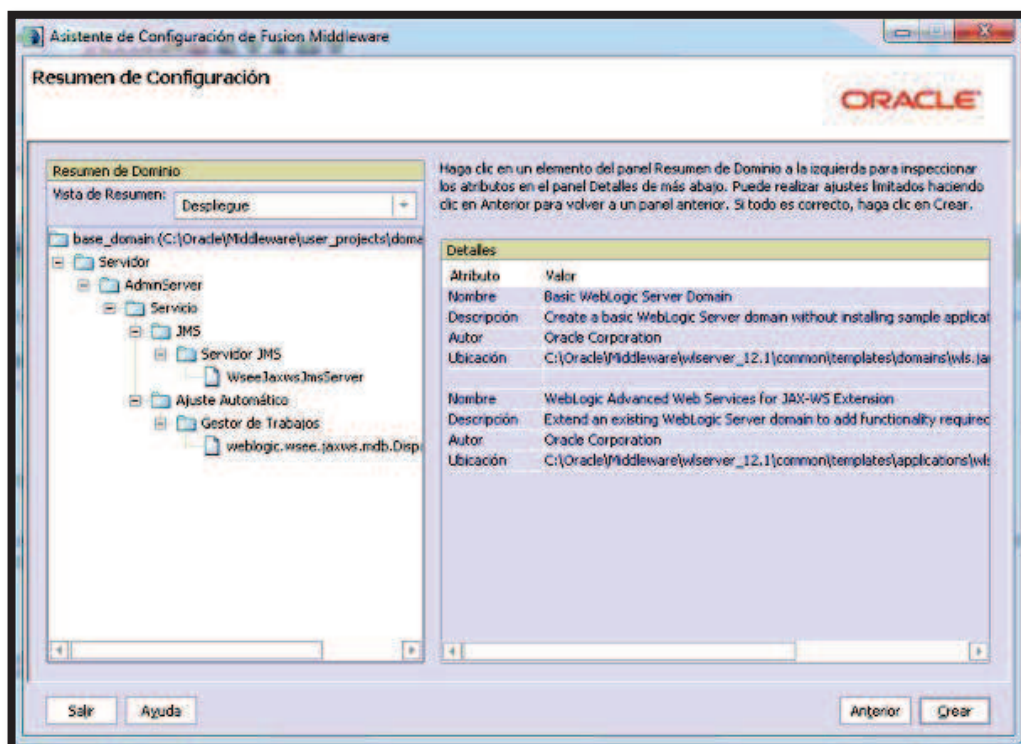 Asistente de Configuración de Fusion Middleware
Resumen de Configuración
ORACLE
Resumen de Dominio
Vista de Resumen:
Despliegue
base_domain (C:\Oracle\Middleware\user_projects\doma
Servidor
AdminServer
Servicio
JMS
Servidor JMS
WseeJaxwsJmsServer
Ajuste Automático
Gestor de Trabajos
weblogic.wsee.jaxws.mdb.Disp
Haga clic en un elemento del panel Resumen de Dominio a la izquierda para inspeccionar
los atributos en el panel Detalles de más abajo. Puede realizar ajustes limitados haciendo
clic en Anterior para volver a un panel anterior. Si todo es correcto, haga clic en Crear.
Detalles
Atributo Valor
Nombre Basic WebLogic Server Domain
Descripción Create a basic WebLogic Server domain without installing sample applicat
Autor Oracle Corporation
Ubicación C:\Oracle\Middleware\wlserver_12.1\common\templates\domains\wls.ja
Nombre WebLogic Advanced Web Services for JAX-WS Extension
Descripción Extend an existing WebLogic Server domain to add functionality required
Autor Oracle Corporation
Ubicación C:\Oracle\Middleware\wlserver_12.1\common\templates\applications\wls
Salir Ayuda Anterior Crear